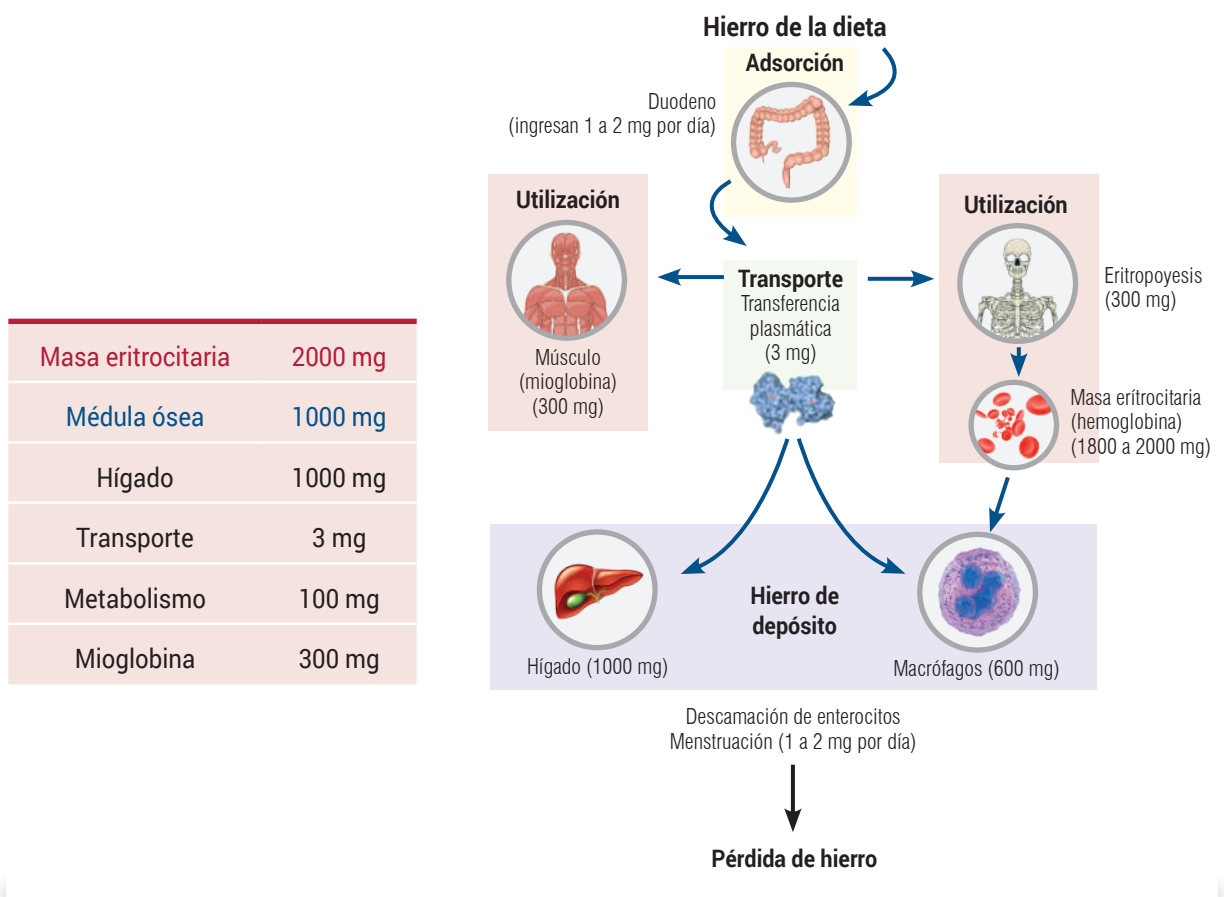 Masa eritrocitaria 2000 mg
Médula ósea 1000 mg
Hígado 1000 mg
Transporte 3 mg
Metabolismo 100 mg
Mioglobina 300 mg
Hierro de la dieta
Adsorción
Duodeno
(ingresan 1 a 2 mg por día)
Utilización
Músculo
(mioglobina)
(300 mg)
Transporte
Transferencia
plasmática
(3 mg)
Utilización
Eritropoyesis
(300 mg)
Masa erítrocitaria
(hemoglobina)
(1800 a 2000 mg)
Hierro de
depósito
Hígado (1000 mg)
Macrófagos (600 mg)
Descamación de enterocitos
Menstruación (1 a 2 mg por día)
Pérdida de hierro